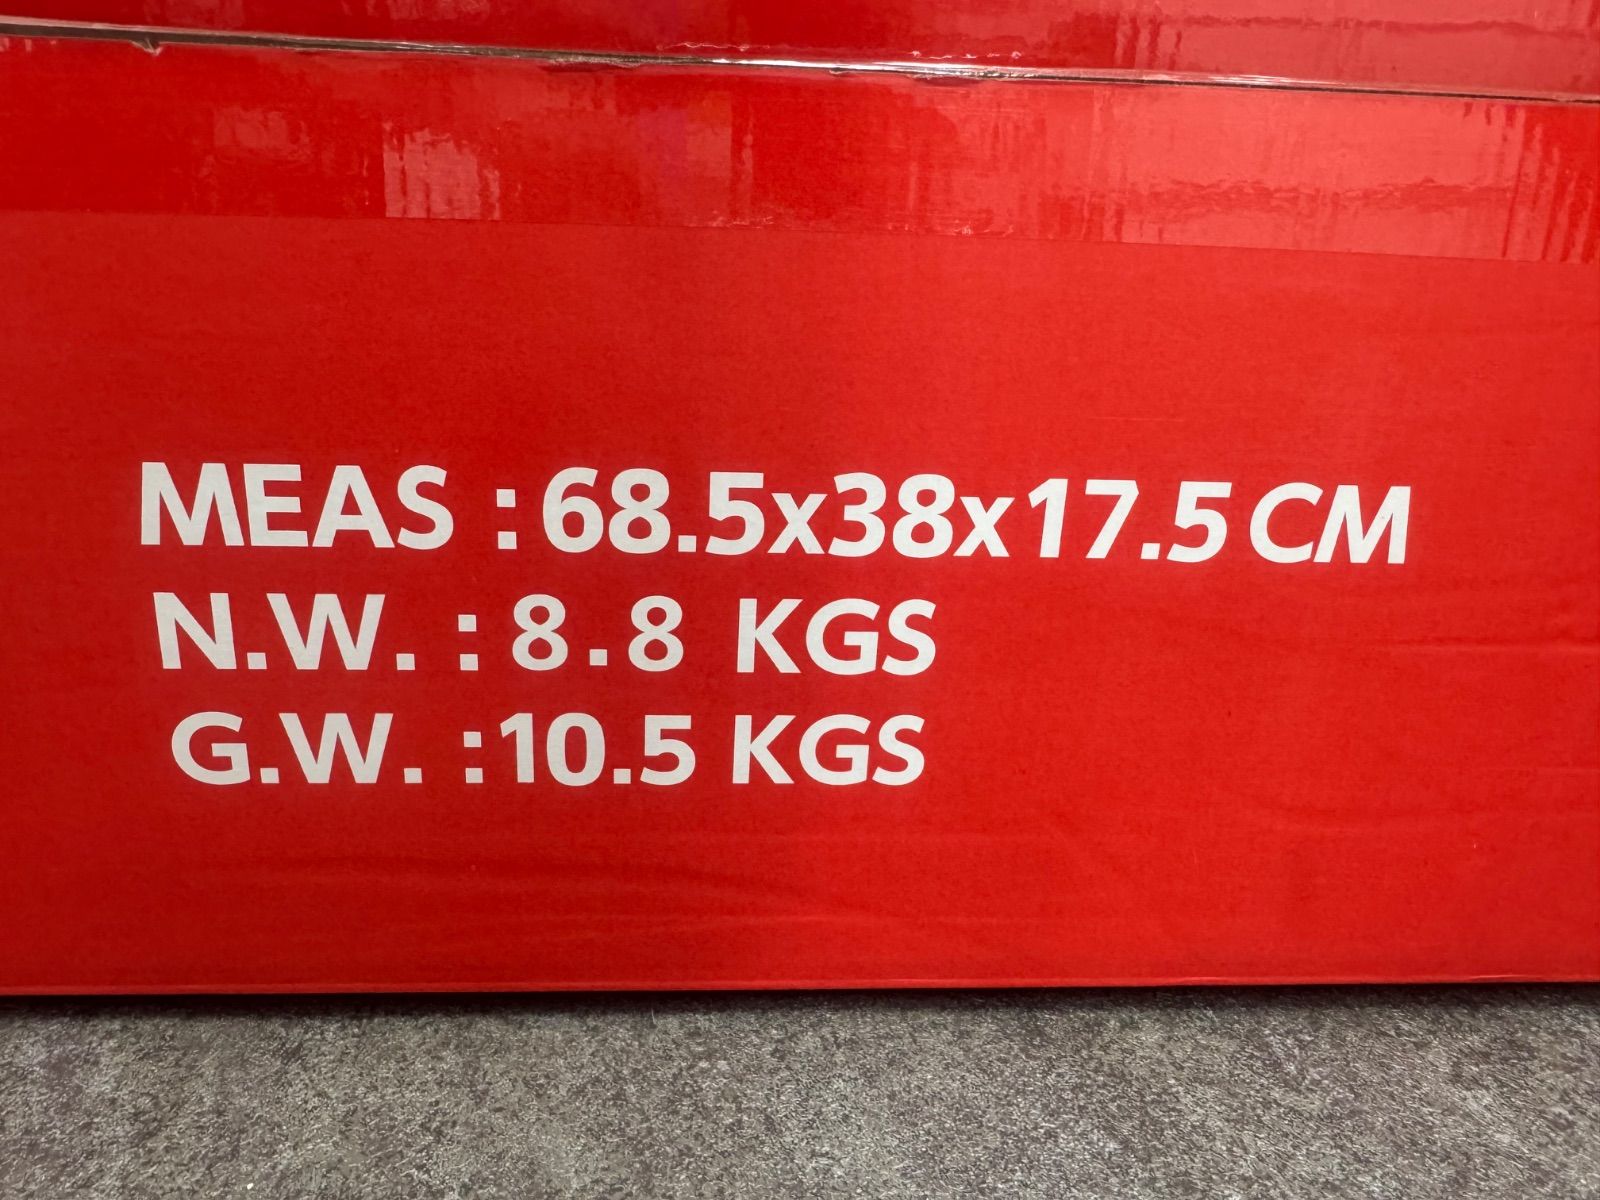 MEAS : 68.5x38x17.5 CM
N.W. : 8.8 KGS
G.W. : 10.5 KGS